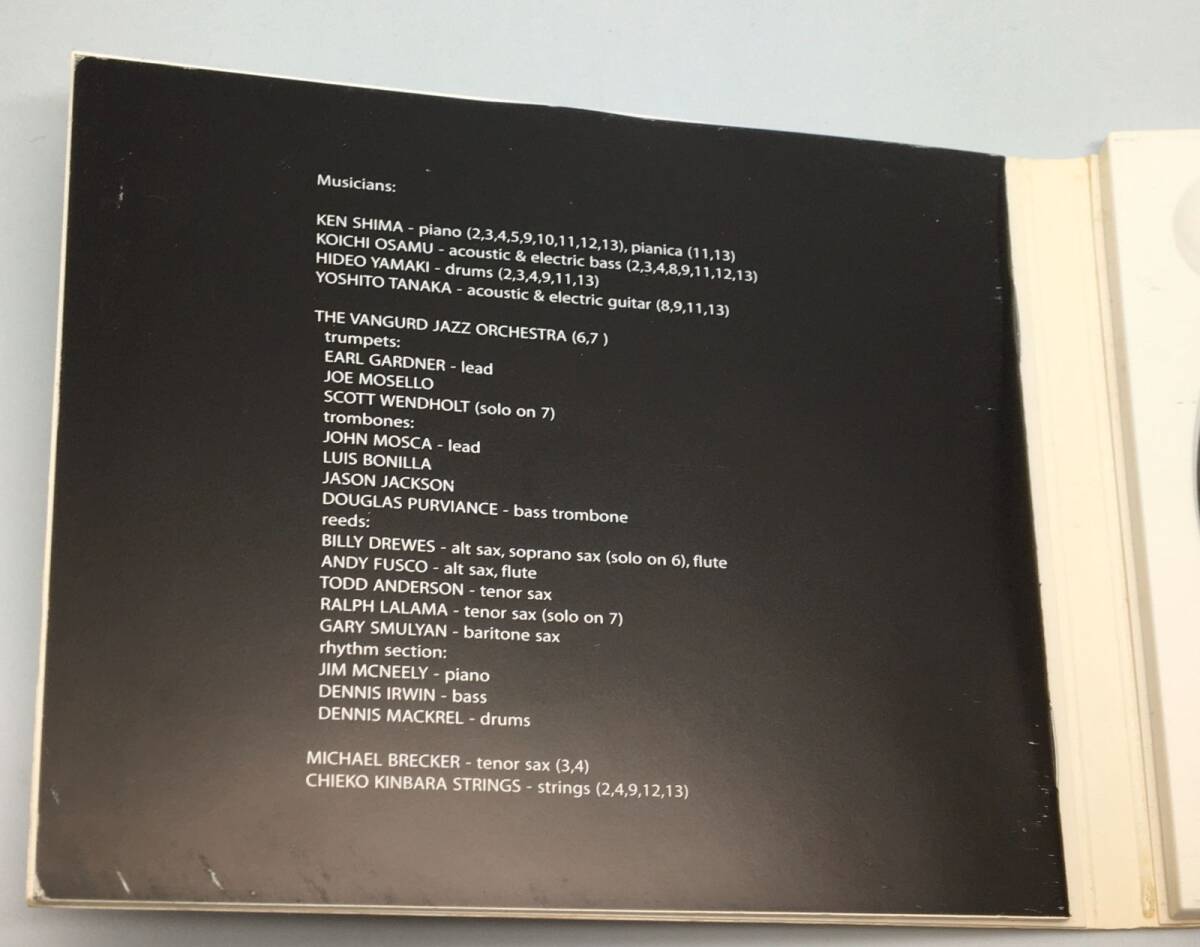 Musicians:
KEN SHIMA - piano (2,3,4,5,9,10,11,12,13), pianica (11,13)
KOICHI OSAMU - acoustic & electric bass (2,3,4,8,9,11,12,13)
HIDEO YAMAKI - drums (2,3,4,9,11,13)
YOSHITO TANAKA - acoustic & electric guitar (8,9,11,13)
THE VANGURD JAZZ ORCHESTRA (6,7 )
trumpets:
EARL GARDNER - lead
JOE MOSELLO
SCOTT WENDHOLT (solo on 7)
trombones:
JOHN MOSCA - lead
LUIS BONILLA
JASON JACKSON
DOUGLAS PURVIANCE - bass trombone
reeds:
BILLY DREWES - alt sax, soprano sax (solo on 6), flute
ANDY FUSCO - alt sax, flute
TODD ANDERSON - tenor sax
RALPH LALAMA - tenor sax (solo on 7)
GARY SMULYAN - baritone sax
rhythm section:
JIM MCNEELY - piano
DENNIS IRWIN - bass
DENNIS MACKREL - drums
MICHAEL BRECKER - tenor sax (3,4)
CHIEKO KINBARA STRINGS - strings (2,4,9,12,13)